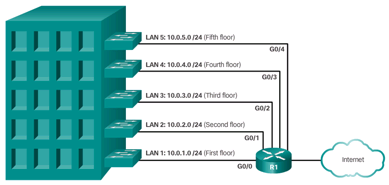 LAN 5: 10.0.5.0 /24 (Fifth floor)
G0/4
LAN 4: 10.0.4.0 /24 (Fourth floor)
G0/3
LAN 3: 10.0.3.0 /24 (Third floor)
G0/2
LAN 2: 10.0.2.0 /24 (Second floor)
G0/1
LAN 1: 10.0.1.0 /24 (First floor)
G0/0
R1
Internet